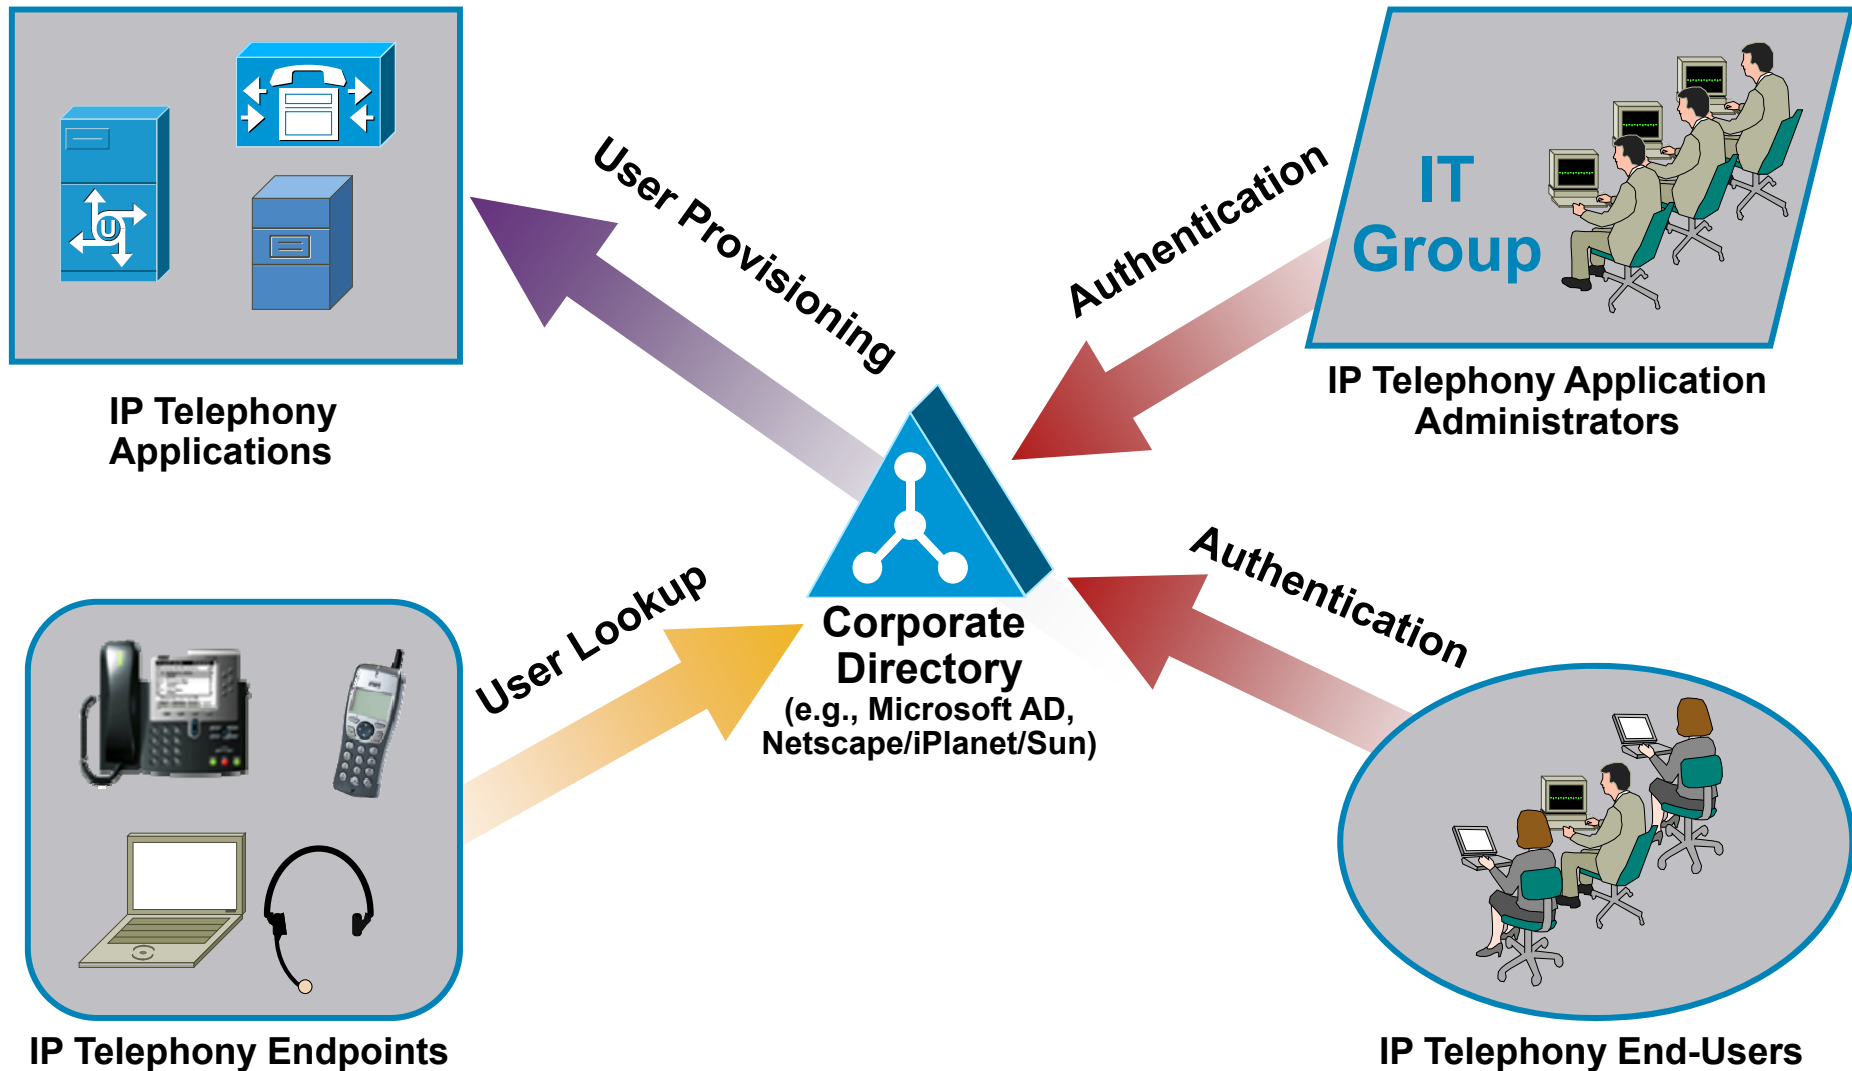 User Provisioning
Authentication
IT
Group
IP Telephony
Applications
IP Telephony Application
Administrators
User Lookup
Authentication
Corporate
Directory
(e.g., Microsoft AD,
Netscape/iPlanet/Sun)
IP Telephony Endpoints
IP Telephony End-Users
U